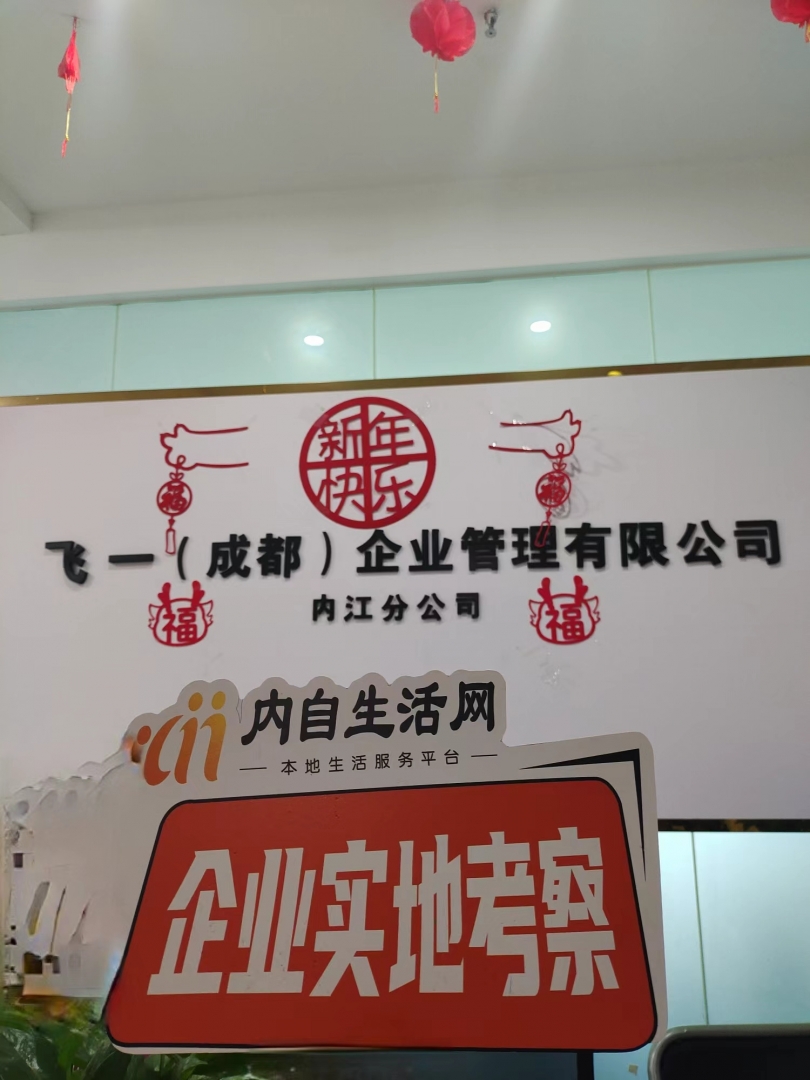 新年
快乐
福 福
飞一（成都）企业管理有限公司
内江分公司
福 福
内自生活网
本地生活服务平台
企业实地考察